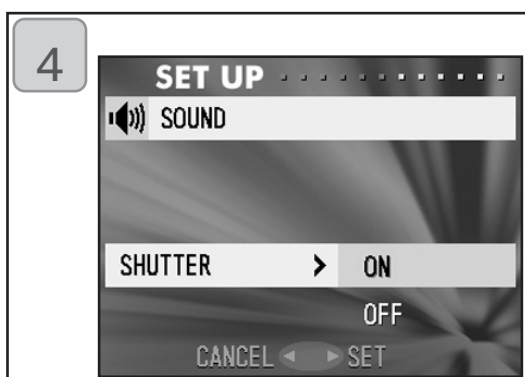 4
SET UP
SOUND
SHUTTER > ON
OFF
CANCEL ◄ ► SET